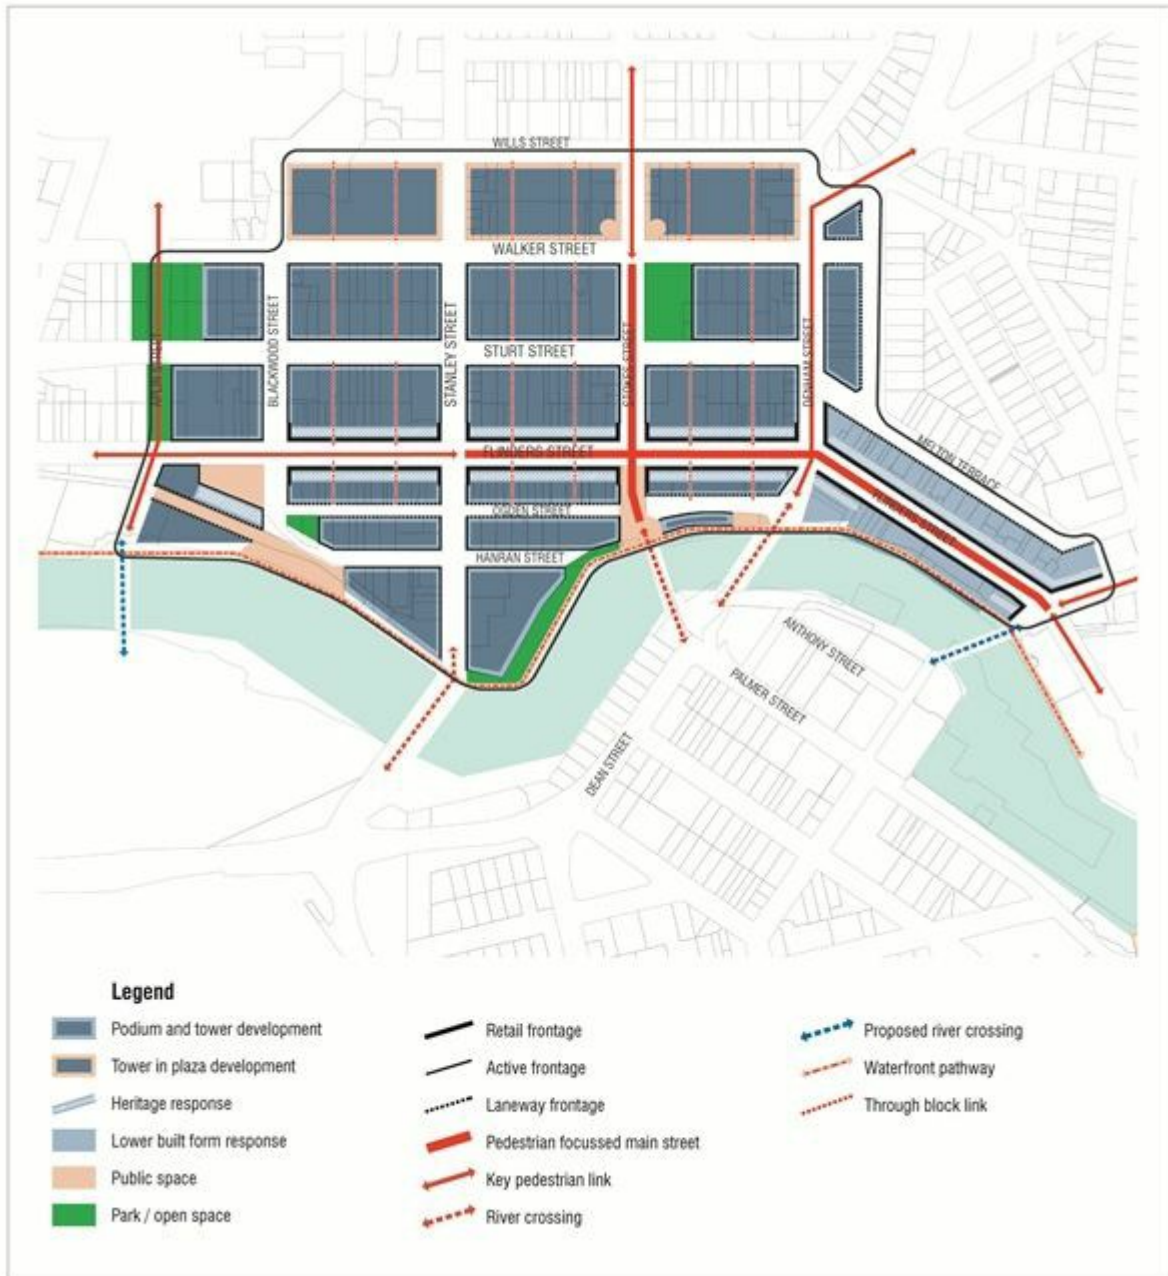 WILLS STREET
WALKER STREET
BLACKWOOD STREET
STANLEY STREET
STURT STREET
STOKES STREET
DENHAM STREET
FLINDERS STREET
MELTON TERRACE
FLINDERS STREET
OGDEN STREET
HANRAN STREET
ANTHONY STREET
PALMER STREET
DEAN STREET
Legend
Podium and tower development
Tower in plaza development
Heritage response
Lower built form response
Public space
Park / open space
Retail frontage
Active frontage
Laneway frontage
Pedestrian focussed main street
Key pedestrian link
River crossing
Proposed river crossing
Waterfront pathway
Through block link